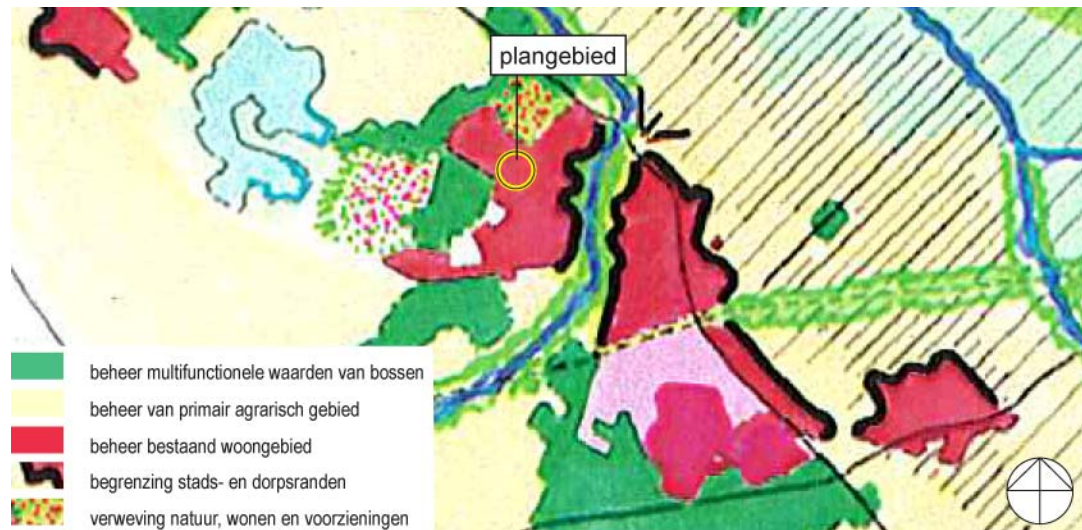 plangebied
beheer multifunctionele waarden van bossen
beheer van primair agrarisch gebied
beheer bestaand woongebied
begrenzing stads- en dorpsranden
verweving natuur, wonen en voorzieningen